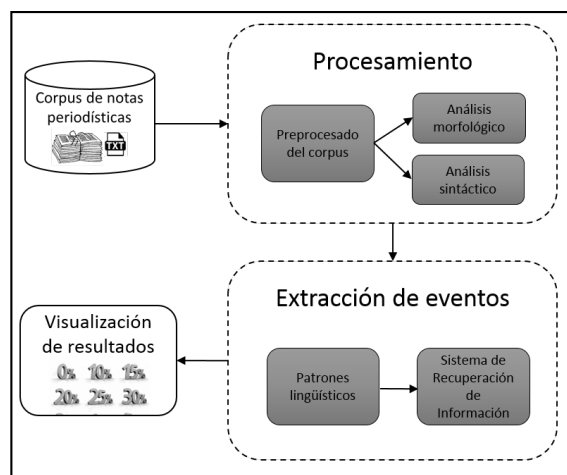 Procesamiento
Corpus de notas
periodísticas
TXT
Preprocesado
del corpus
Análisis
morfológico
Análisis
sintáctico
Extracción de eventos
Visualización
de resultados
0% 10% 15%
20% 25% 30%
Patrones
lingüísticos
Sistema de
Recuperación
de
Información